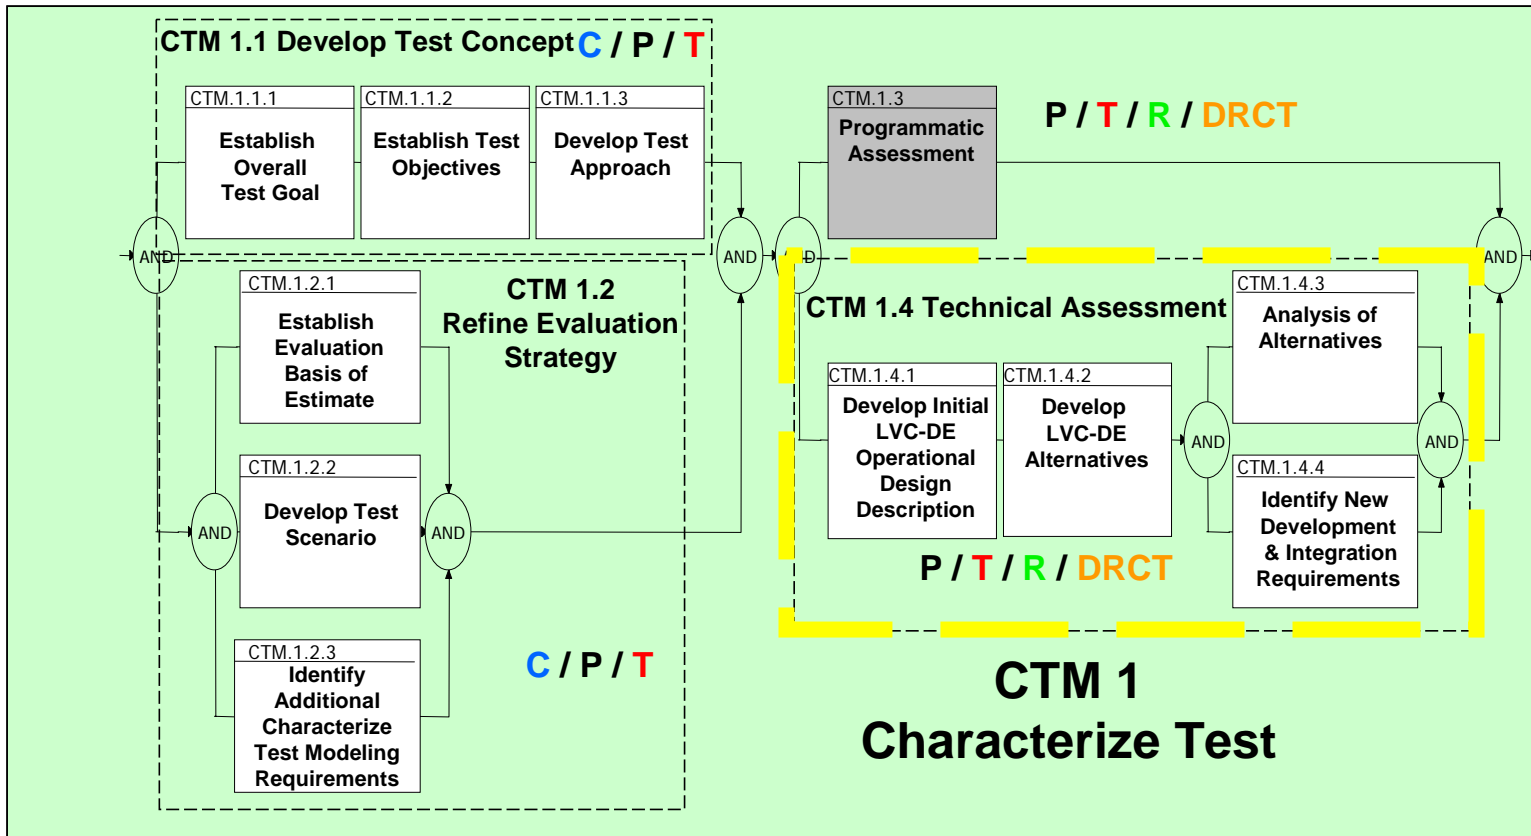 CTM 1.1 Develop Test Concept C / P / T
CTM.1.1.1
Establish
Overall
Test Goal
CTM.1.1.2
Establish Test
Objectives
CTM.1.1.3
Develop Test
Approach
AND
AND
CTM 1.2
Refine Evaluation
Strategy
CTM.1.2.1
Establish
Evaluation
Basis of
Estimate
AND
CTM.1.2.2
Develop Test
Scenario
AND
CTM.1.2.3
Identify
Additional
Characterize
Test Modeling
Requirements
C / P / T
AND
CTM.1.3
Programmatic
Assessment
P / T / R / DRCT
AND
CTM 1.4 Technical Assessment
CTM.1.4.1
Develop Initial
LVC-DE
Operational
Design
Description
CTM.1.4.2
Develop
LVC-DE
Alternatives
AND
CTM.1.4.3
Analysis of
Alternatives
CTM.1.4.4
Identify New
Development
& Integration
Requirements
AND
P / T / R / DRCT
CTM 1
Characterize Test